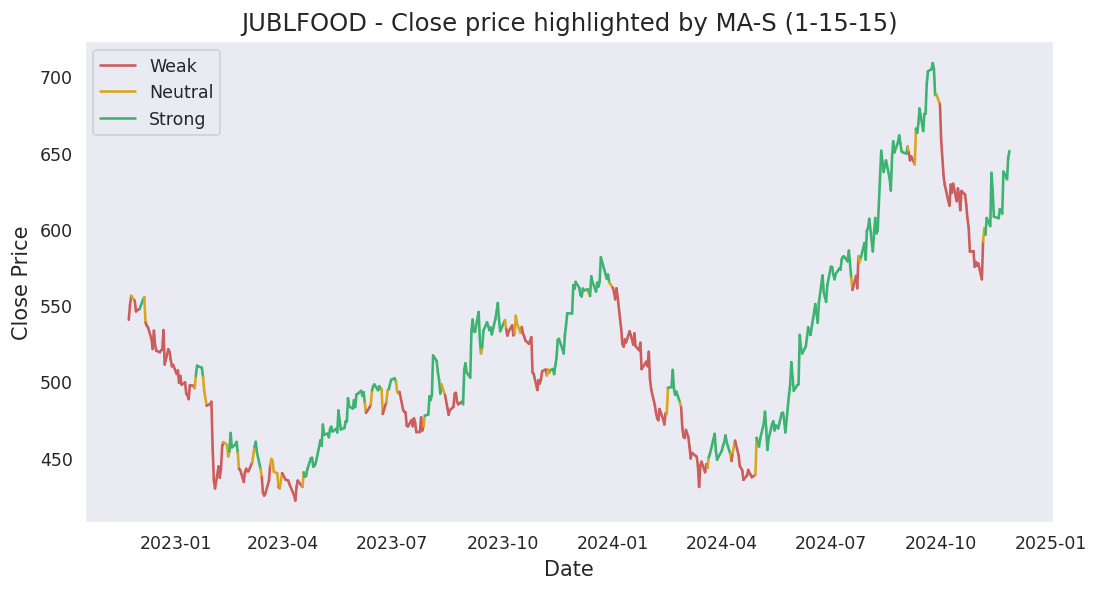 JUBLFOOD - Close price highlighted by MA-S (1-15-15)
Weak
Neutral
Strong
Close Price
700
650
600
550
500
450
2023-01 2023-04 2023-07 2023-10 2024-01 2024-04 2024-07 2024-10 2025-01
Date